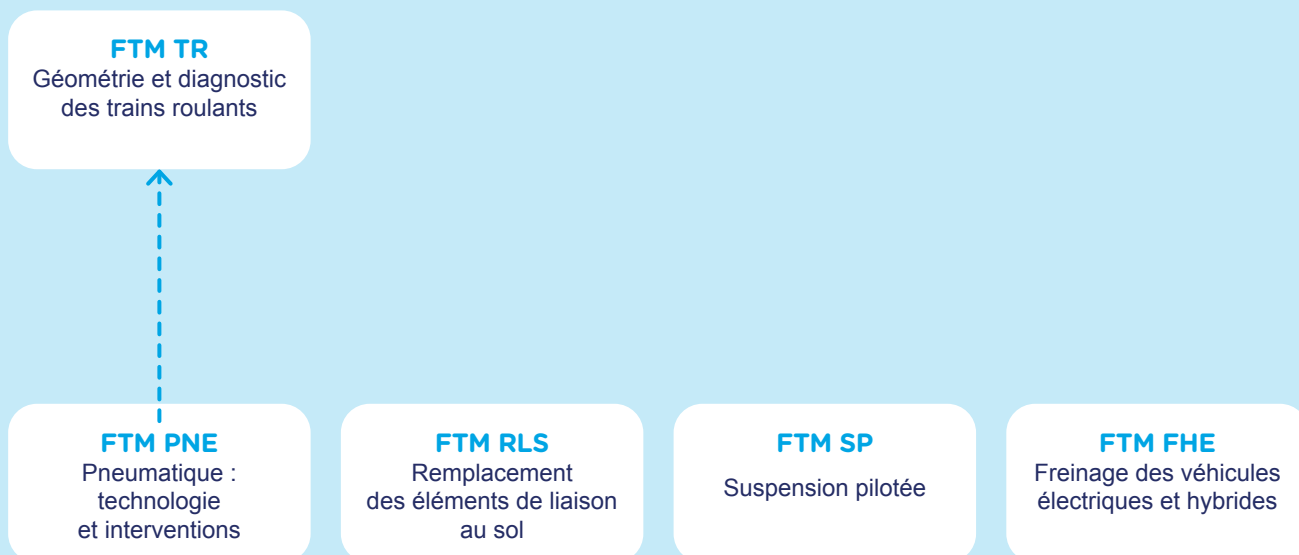 FTM TR
Géométrie et diagnostic
des trains roulants
FTM PNE
Pneumatique :
technologie
et interventions
FTM RLS
Remplacement
des éléments de liaison
au sol
FTM SP
Suspension pilotée
FTM FHE
Freinage des véhicules
électriques et hybrides